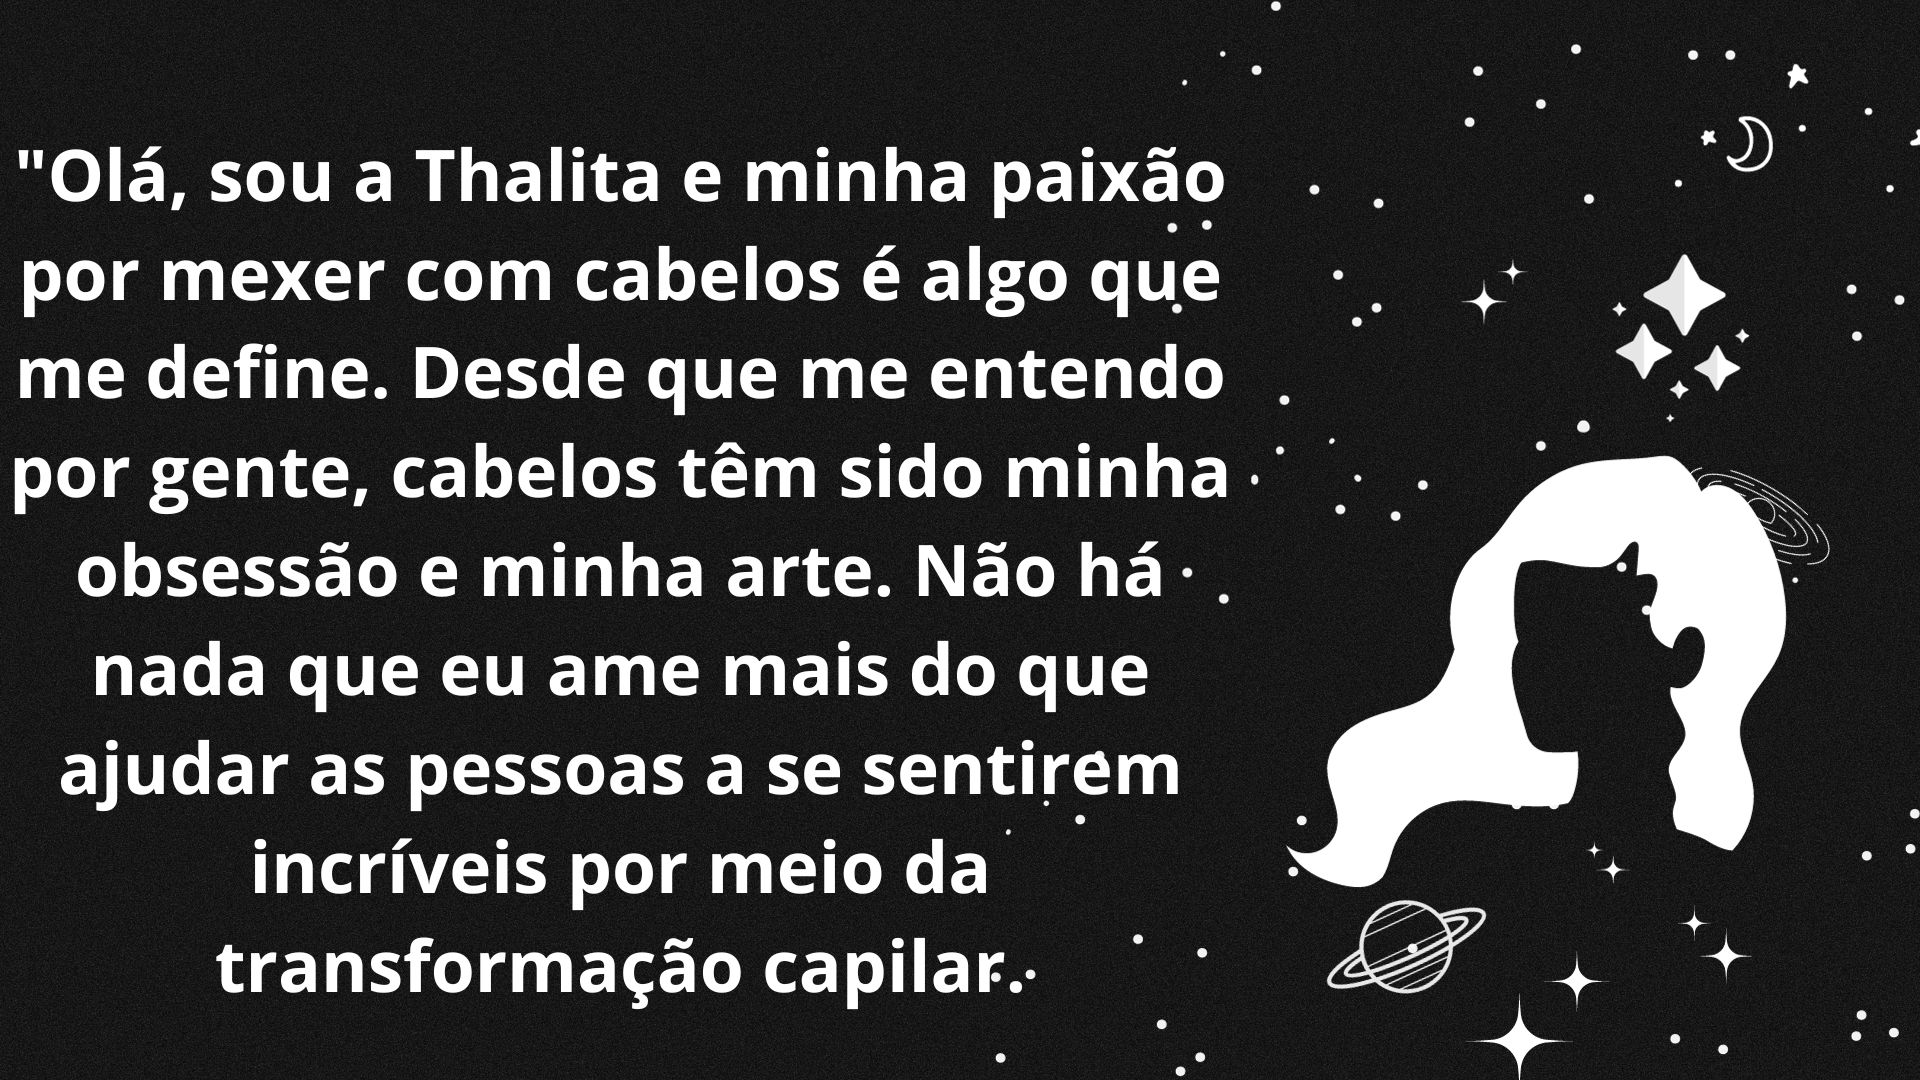 "Olá, sou a Thalita e minha paixão
por mexer com cabelos é algo que
me define. Desde que me entendo
por gente, cabelos têm sido minha
obsessão e minha arte. Não há
nada que eu ame mais do que
ajudar as pessoas a se sentirem
incríveis por meio da
transformação capilar.